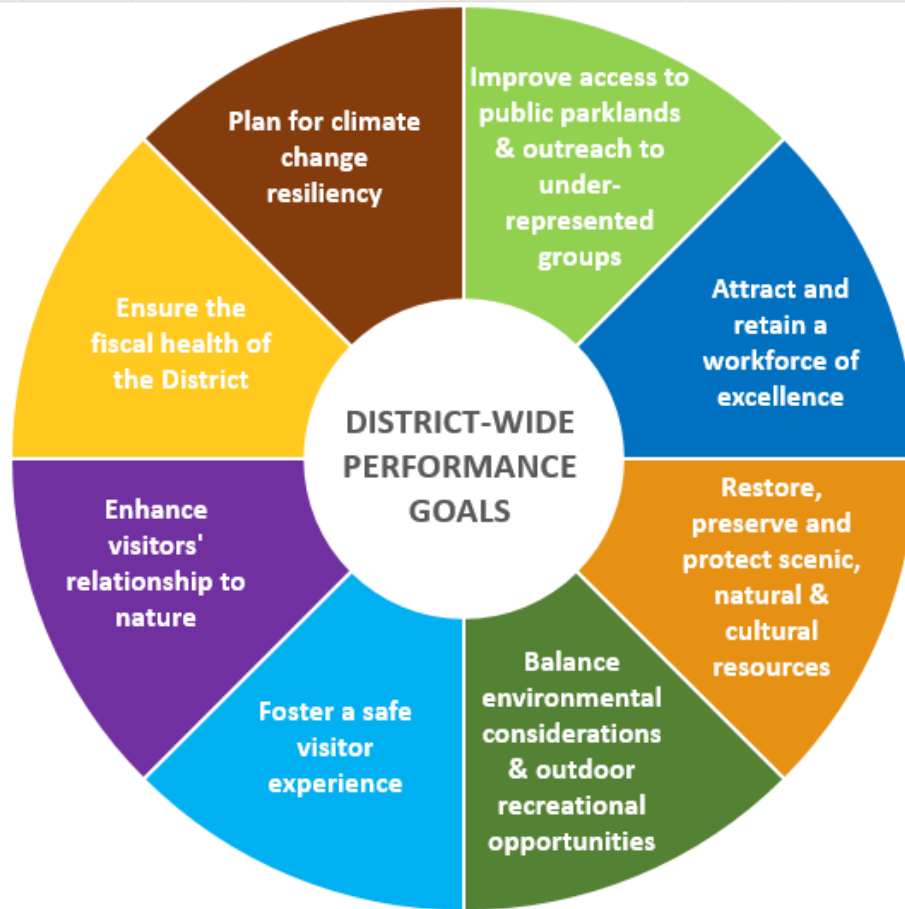 DISTRICT-WIDE
PERFORMANCE
GOALS
Improve access to
public parklands
& outreach to
under-
represented
groups
Attract and
retain a
workforce of
excellence
Restore,
preserve and
protect scenic,
natural &
cultural
resources
Balance
environmental
considerations
& outdoor
recreational
opportunities
Foster a safe
visitor
experience
Enhance
visitors'
relationship to
nature
Ensure the
fiscal health of
the District
Plan for climate
change
resiliency